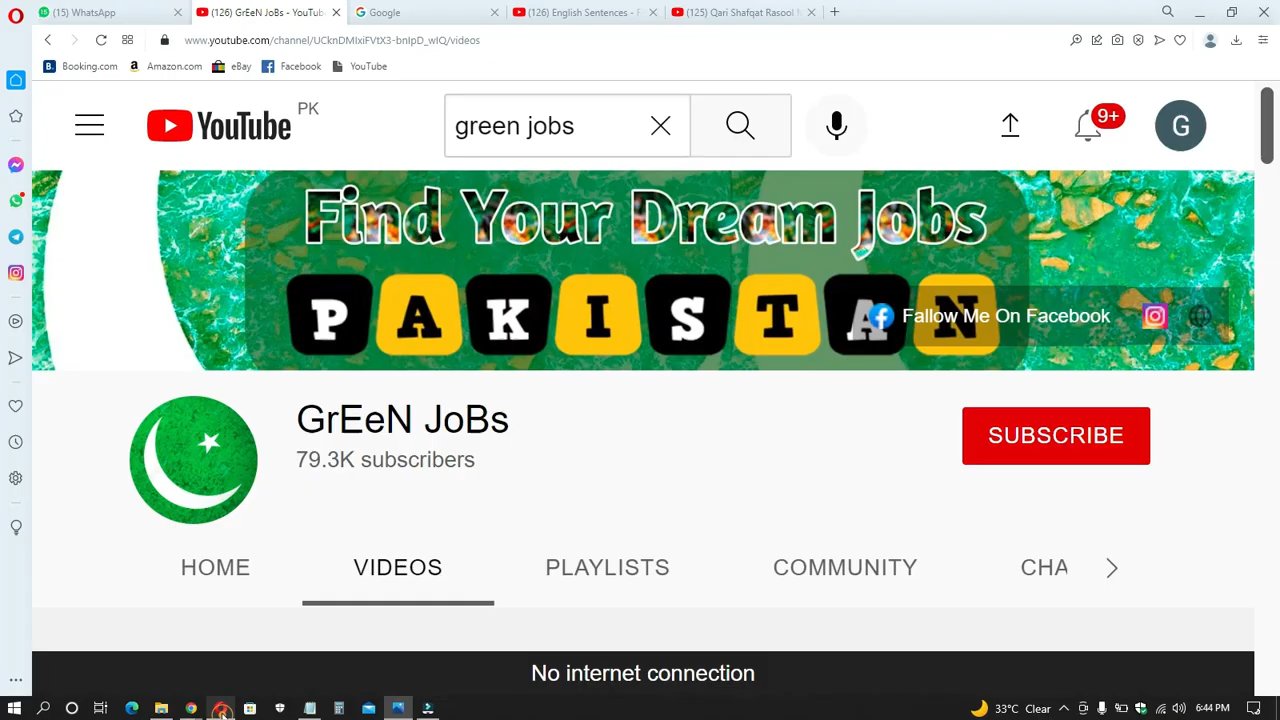 (15) WhatsApp
(126) GrEeN JoBs - YouTub
Google
(126) English Sentences - F
(125) Qari Shafqat Rasool
www.youtube.com/channel/UCknDMIxiFVtX3-bnIpD_wIQ/videos
Booking.com
Amazon.com
eBay
Facebook
YouTube
YouTube PK
green jobs
9+
G
Find Your Dream Jobs
PAKISTAN
Fallow Me On Facebook
GrEeN JoBs
79.3K subscribers
SUBSCRIBE
HOME
VIDEOS
PLAYLISTS
COMMUNITY
CHA
No internet connection
33°C Clear
6:44 PM